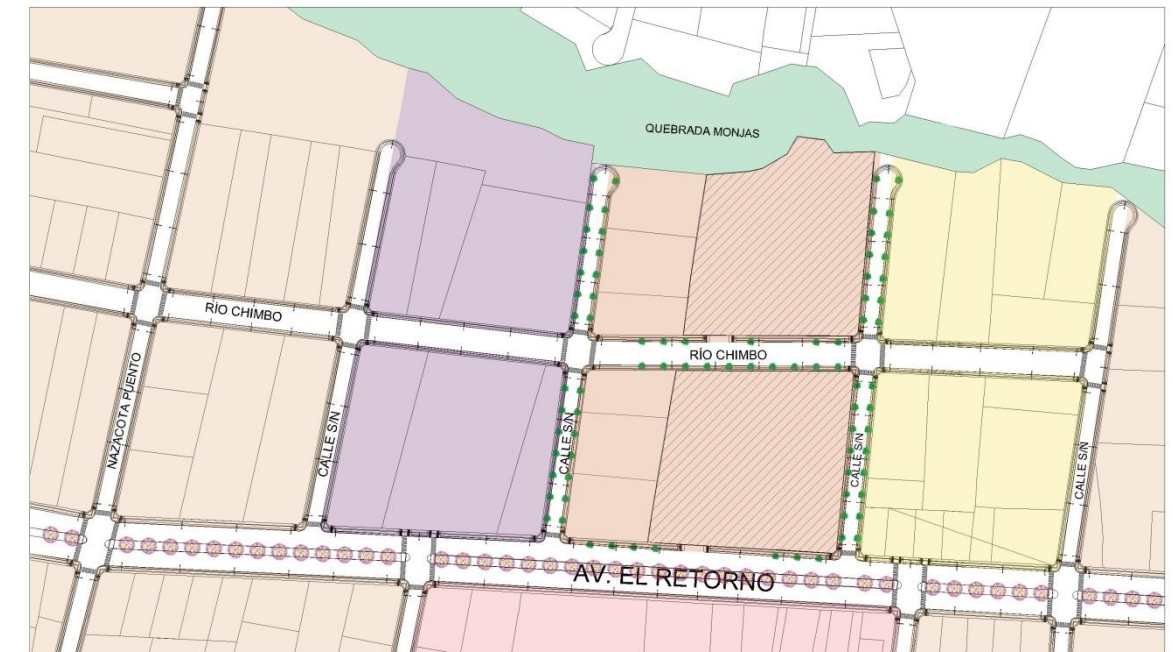 QUEBRADA MONJAS
RÍO CHIMBO
RÍO CHIMBO
NAZACOTA PUENTO
CALLE S/N
CALLE S/N
CALLE S/N
CALLE S/N
AV. EL RETORNO